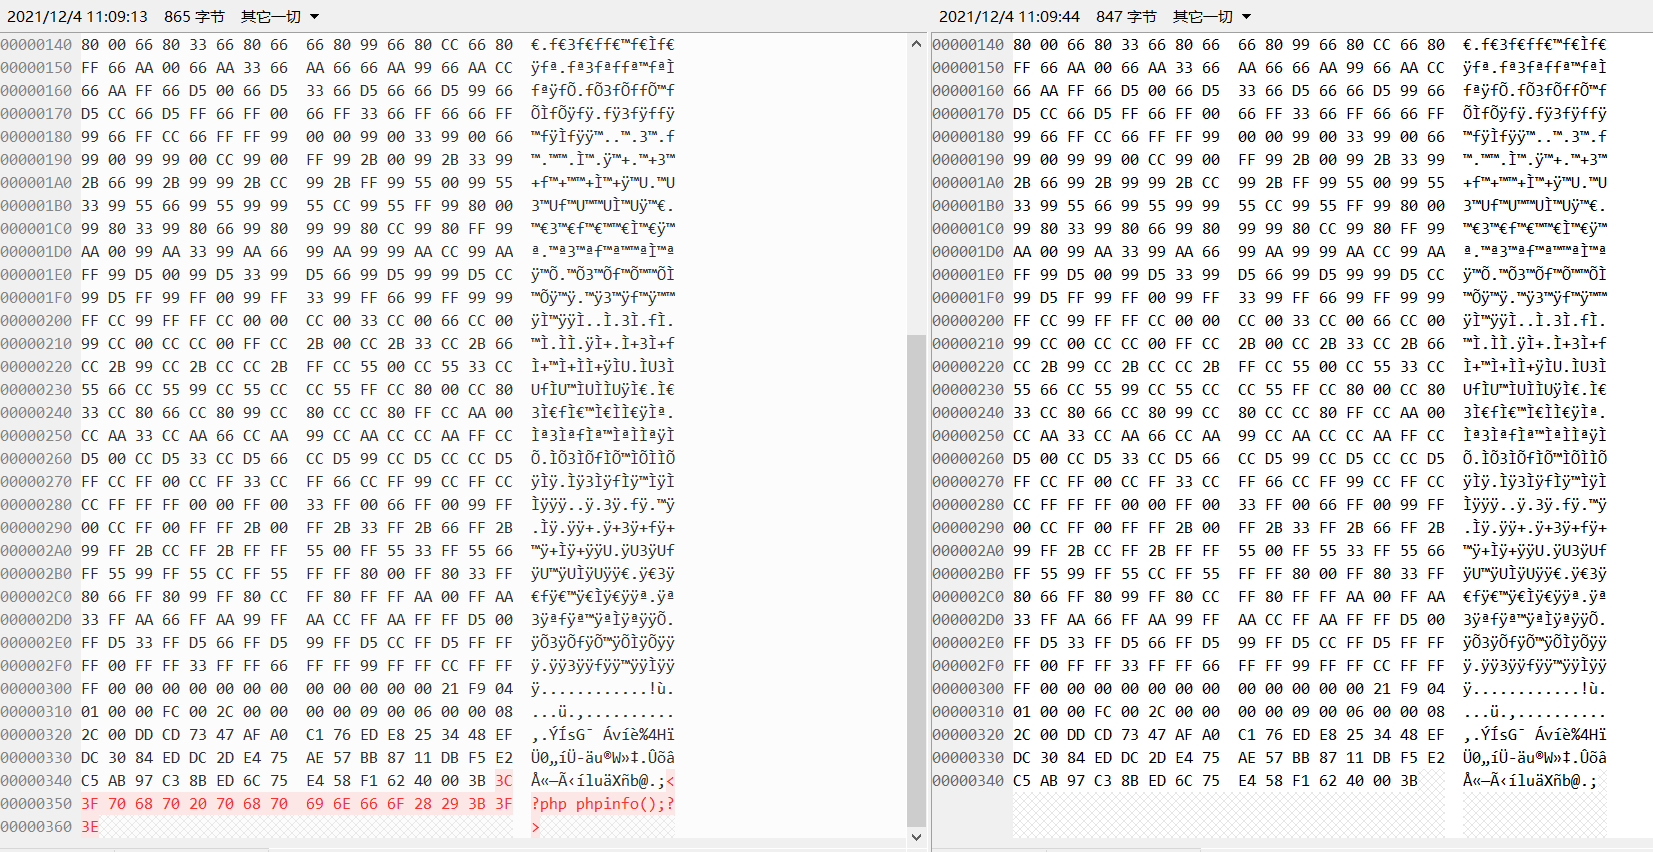 2021/12/4 11:09:13 865 字节 其它一切
00000140 80 00 66 80 33 66 80 66 66 80 99 66 80 CC 66 80 €.f€3f€ff€™f€Ìf€
00000150 FF 66 AA 00 66 AA 33 66 AA 66 66 AA 99 66 AA CC ÿfª.fª3fªffª™fªÌ
00000160 66 AA FF 66 D5 00 66 D5 33 66 D5 66 66 D5 99 66 fªÿfÕ.fÕ3fÕffÕ™f
00000170 D5 CC 66 D5 FF 66 FF 00 66 FF 33 66 FF 66 66 FF ÕÌfÕÿfÿ.fÿ3fÿffÿ
00000180 99 66 FF CC 66 FF FF 99 00 00 99 00 33 99 00 66 ™fÿÌfÿÿ™..™.3™.f
00000190 99 00 99 99 00 CC 99 00 FF 99 2B 00 99 2B 33 99 ™.™™.Ì™.ÿ™+.™+3™
000001A0 2B 66 99 2B 99 99 2B CC 99 2B FF 99 55 00 99 55 +f™+™™+Ì™+ÿ™U.™U
000001B0 33 99 55 66 99 55 99 99 55 CC 99 55 FF 99 80 00 3™Uf™U™™UÌ™Uÿ™€.
000001C0 99 80 33 99 80 66 99 80 99 99 80 CC 99 80 FF 99 ™€3™€f™€™™€Ì™€ÿ™
000001D0 AA 00 99 AA 33 99 AA 66 99 AA 99 99 AA CC 99 AA ª.™ª3™ªf™ª™™ªÌ™ª
000001E0 FF 99 D5 00 99 D5 33 99 D5 66 99 D5 99 99 D5 CC ÿ™Õ.™Õ3™Õf™Õ™™ÕÌ
000001F0 99 D5 FF 99 FF 00 99 FF 33 99 FF 66 99 FF 99 99 ™Õÿ™ÿ.™ÿ3™ÿf™ÿ™™
00000200 FF CC 99 FF FF CC 00 00 CC 00 33 CC 00 66 CC 00 ÿÌ™ÿÿÌ..Ì.3Ì.fÌ.
00000210 99 CC 00 CC CC 00 FF CC 2B 00 CC 2B 33 CC 2B 66 ™Ì.ÌÌ.ÿÌ+.Ì+3Ì+f
00000220 CC 2B 99 CC 2B CC CC 2B FF CC 55 00 CC 55 33 CC Ì+™Ì+ÌÌ+ÿÌU.ÌU3Ì
00000230 55 66 CC 55 99 CC 55 CC CC 55 FF CC 80 00 CC 80 UfÌU™ÌUÌÌUÿÌ€.Ì€
00000240 33 CC 80 66 CC 80 99 CC 80 CC CC 80 FF CC AA 00 3Ì€fÌ€™Ì€ÌÌ€ÿÌª.
00000250 CC AA 33 CC AA 66 CC AA 99 CC AA CC CC AA FF CC Ìª3ÌªfÌª™ÌªÌÌªÿÌ
00000260 D5 00 CC D5 33 CC D5 66 CC D5 99 CC D5 CC CC D5 Õ.ÌÕ3ÌÕfÌÕ™ÌÕÌÌÕ
00000270 FF CC FF 00 CC FF 33 CC FF 66 CC FF 99 CC FF CC ÿÌÿ.Ìÿ3ÌÿfÌÿ™ÌÿÌ
00000280 CC FF FF FF 00 00 FF 00 33 FF 00 66 FF 00 99 FF Ìÿÿÿ..ÿ.3ÿ.fÿ.™ÿ
00000290 00 CC FF 00 FF FF 2B 00 FF 2B 33 FF 2B 66 FF 2B .Ìÿ.ÿÿ+.ÿ+3ÿ+fÿ+
000002A0 99 FF 2B CC FF 2B FF FF 55 00 FF 55 33 FF 55 66 ™ÿ+Ìÿ+ÿÿU.ÿU3ÿUf
000002B0 FF 55 99 FF 55 CC FF 55 FF FF 80 00 FF 80 33 FF ÿU™ÿUÌÿUÿÿ€.ÿ€3ÿ
000002C0 80 66 FF 80 99 FF 80 CC FF 80 FF FF AA 00 FF AA €fÿ€™ÿ€Ìÿ€ÿÿª.ÿª
000002D0 33 FF AA 66 FF AA 99 FF AA CC FF AA FF FF D5 00 3ÿªfÿª™ÿªÌÿªÿÿÕ.
000002E0 FF D5 33 FF D5 66 FF D5 99 FF D5 CC FF D5 FF FF ÿÕ3ÿÕfÿÕ™ÿÕÌÿÕÿÿ
000002F0 FF 00 FF FF 33 FF FF 66 FF FF 99 FF FF CC FF FF ÿ.ÿÿ3ÿÿfÿÿ™ÿÿÌÿÿ
00000300 FF 00 00 00 00 00 00 00 00 00 00 00 00 21 F9 04 ÿ............!ù.
00000310 01 00 00 FC 00 2C 00 00 00 00 09 00 06 00 00 08 ...ü.,..........
00000320 2C 00 DD CD 73 47 AF A0 C1 76 ED E8 25 34 48 EF ,.ÝÍsG¯ Ávíè%4Hï
00000330 DC 30 84 ED DC 2D E4 75 AE 57 BB 87 11 DB F5 E2 Ü0„íÜ-äu®W»‡.Ûõâ
00000340 C5 AB 97 C3 8B ED 6C 75 E4 58 F1 62 40 00 3B 3C Å«—Ã‹íluäXñb@.;<
00000350 3F 70 68 70 20 70 68 70 69 6E 66 6F 28 29 3B 3F ?php phpinfo();?
00000360 3E >
2021/12/4 11:09:44 847 字节 其它一切
00000140 80 00 66 80 33 66 80 66 66 80 99 66 80 CC 66 80 €.f€3f€ff€™f€Ìf€
00000150 FF 66 AA 00 66 AA 33 66 AA 66 66 AA 99 66 AA CC ÿfª.fª3fªffª™fªÌ
00000160 66 AA FF 66 D5 00 66 D5 33 66 D5 66 66 D5 99 66 fªÿfÕ.fÕ3fÕffÕ™f
00000170 D5 CC 66 D5 FF 66 FF 00 66 FF 33 66 FF 66 66 FF ÕÌfÕÿfÿ.fÿ3fÿffÿ
00000180 99 66 FF CC 66 FF FF 99 00 00 99 00 33 99 00 66 ™fÿÌfÿÿ™..™.3™.f
00000190 99 00 99 99 00 CC 99 00 FF 99 2B 00 99 2B 33 99 ™.™™.Ì™.ÿ™+.™+3™
000001A0 2B 66 99 2B 99 99 2B CC 99 2B FF 99 55 00 99 55 +f™+™™+Ì™+ÿ™U.™U
000001B0 33 99 55 66 99 55 99 99 55 CC 99 55 FF 99 80 00 3™Uf™U™™UÌ™Uÿ™€.
000001C0 99 80 33 99 80 66 99 80 99 99 80 CC 99 80 FF 99 ™€3™€f™€™™€Ì™€ÿ™
000001D0 AA 00 99 AA 33 99 AA 66 99 AA 99 99 AA CC 99 AA ª.™ª3™ªf™ª™™ªÌ™ª
000001E0 FF 99 D5 00 99 D5 33 99 D5 66 99 D5 99 99 D5 CC ÿ™Õ.™Õ3™Õf™Õ™™ÕÌ
000001F0 99 D5 FF 99 FF 00 99 FF 33 99 FF 66 99 FF 99 99 ™Õÿ™ÿ.™ÿ3™ÿf™ÿ™™
00000200 FF CC 99 FF FF CC 00 00 CC 00 33 CC 00 66 CC 00 ÿÌ™ÿÿÌ..Ì.3Ì.fÌ.
00000210 99 CC 00 CC CC 00 FF CC 2B 00 CC 2B 33 CC 2B 66 ™Ì.ÌÌ.ÿÌ+.Ì+3Ì+f
00000220 CC 2B 99 CC 2B CC CC 2B FF CC 55 00 CC 55 33 CC Ì+™Ì+ÌÌ+ÿÌU.ÌU3Ì
00000230 55 66 CC 55 99 CC 55 CC CC 55 FF CC 80 00 CC 80 UfÌU™ÌUÌÌUÿÌ€.Ì€
00000240 33 CC 80 66 CC 80 99 CC 80 CC CC 80 FF CC AA 00 3Ì€fÌ€™Ì€ÌÌ€ÿÌª.
00000250 CC AA 33 CC AA 66 CC AA 99 CC AA CC CC AA FF CC Ìª3ÌªfÌª™ÌªÌÌªÿÌ
00000260 D5 00 CC D5 33 CC D5 66 CC D5 99 CC D5 CC CC D5 Õ.ÌÕ3ÌÕfÌÕ™ÌÕÌÌÕ
00000270 FF CC FF 00 CC FF 33 CC FF 66 CC FF 99 CC FF CC ÿÌÿ.Ìÿ3ÌÿfÌÿ™ÌÿÌ
00000280 CC FF FF FF 00 00 FF 00 33 FF 00 66 FF 00 99 FF Ìÿÿÿ..ÿ.3ÿ.fÿ.™ÿ
00000290 00 CC FF 00 FF FF 2B 00 FF 2B 33 FF 2B 66 FF 2B .Ìÿ.ÿÿ+.ÿ+3ÿ+fÿ+
000002A0 99 FF 2B CC FF 2B FF FF 55 00 FF 55 33 FF 55 66 ™ÿ+Ìÿ+ÿÿU.ÿU3ÿUf
000002B0 FF 55 99 FF 55 CC FF 55 FF FF 80 00 FF 80 33 FF ÿU™ÿUÌÿUÿÿ€.ÿ€3ÿ
000002C0 80 66 FF 80 99 FF 80 CC FF 80 FF FF AA 00 FF AA €fÿ€™ÿ€Ìÿ€ÿÿª.ÿª
000002D0 33 FF AA 66 FF AA 99 FF AA CC FF AA FF FF D5 00 3ÿªfÿª™ÿªÌÿªÿÿÕ.
000002E0 FF D5 33 FF D5 66 FF D5 99 FF D5 CC FF D5 FF FF ÿÕ3ÿÕfÿÕ™ÿÕÌÿÕÿÿ
000002F0 FF 00 FF FF 33 FF FF 66 FF FF 99 FF FF CC FF FF ÿ.ÿÿ3ÿÿfÿÿ™ÿÿÌÿÿ
00000300 FF 00 00 00 00 00 00 00 00 00 00 00 00 21 F9 04 ÿ............!ù.
00000310 01 00 00 FC 00 2C 00 00 00 00 09 00 06 00 00 08 ...ü.,..........
00000320 2C 00 DD CD 73 47 AF A0 C1 76 ED E8 25 34 48 EF ,.ÝÍsG¯ Ávíè%4Hï
00000330 DC 30 84 ED DC 2D E4 75 AE 57 BB 87 11 DB F5 E2 Ü0„íÜ-äu®W»‡.Ûõâ
00000340 C5 AB 97 C3 8B ED 6C 75 E4 58 F1 62 40 00 3B Å«—Ã‹íluäXñb@.;